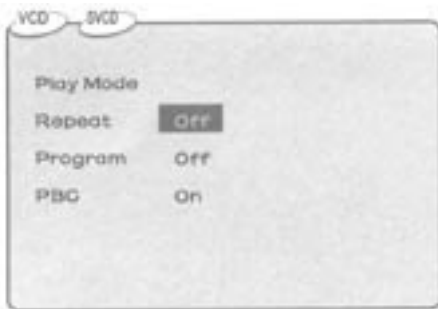 VCD SVCD
Play Mode
Repeat Off
Program Off
PBC On